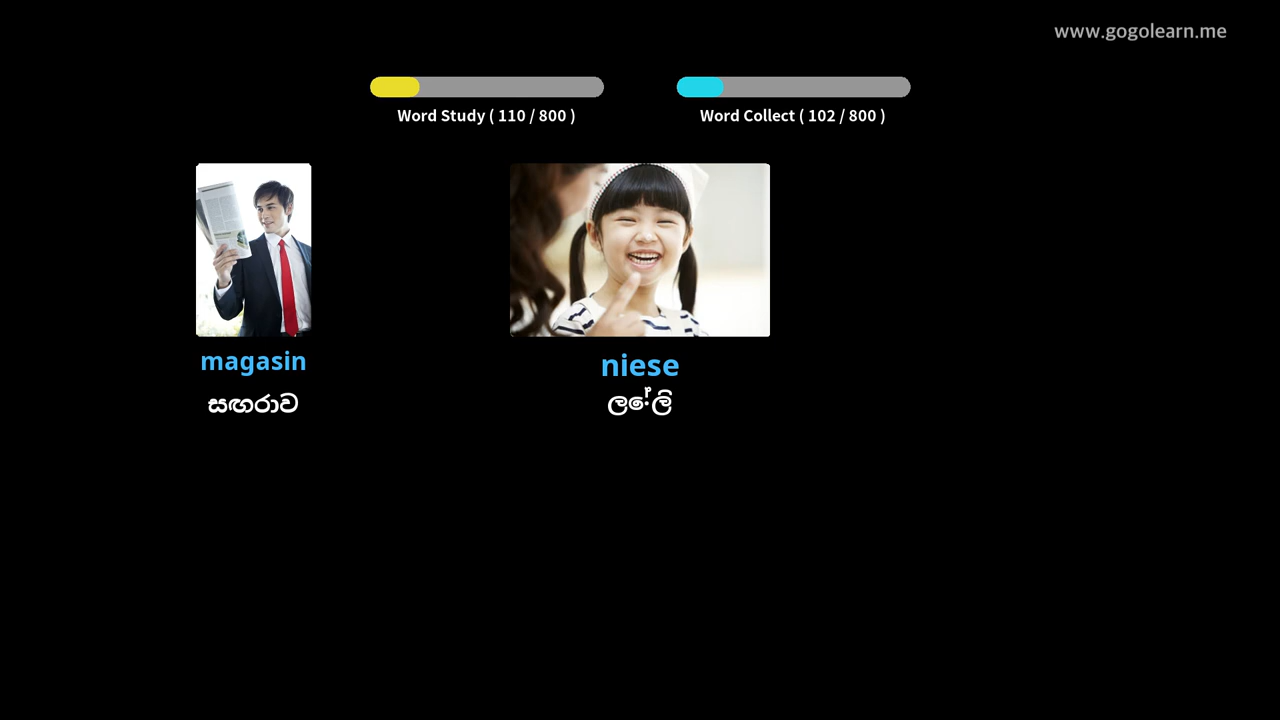 www.gogolearn.me
Word Study ( 110 / 800 )
Word Collect ( 102 / 800 )
magasin
සඟරාව
niese